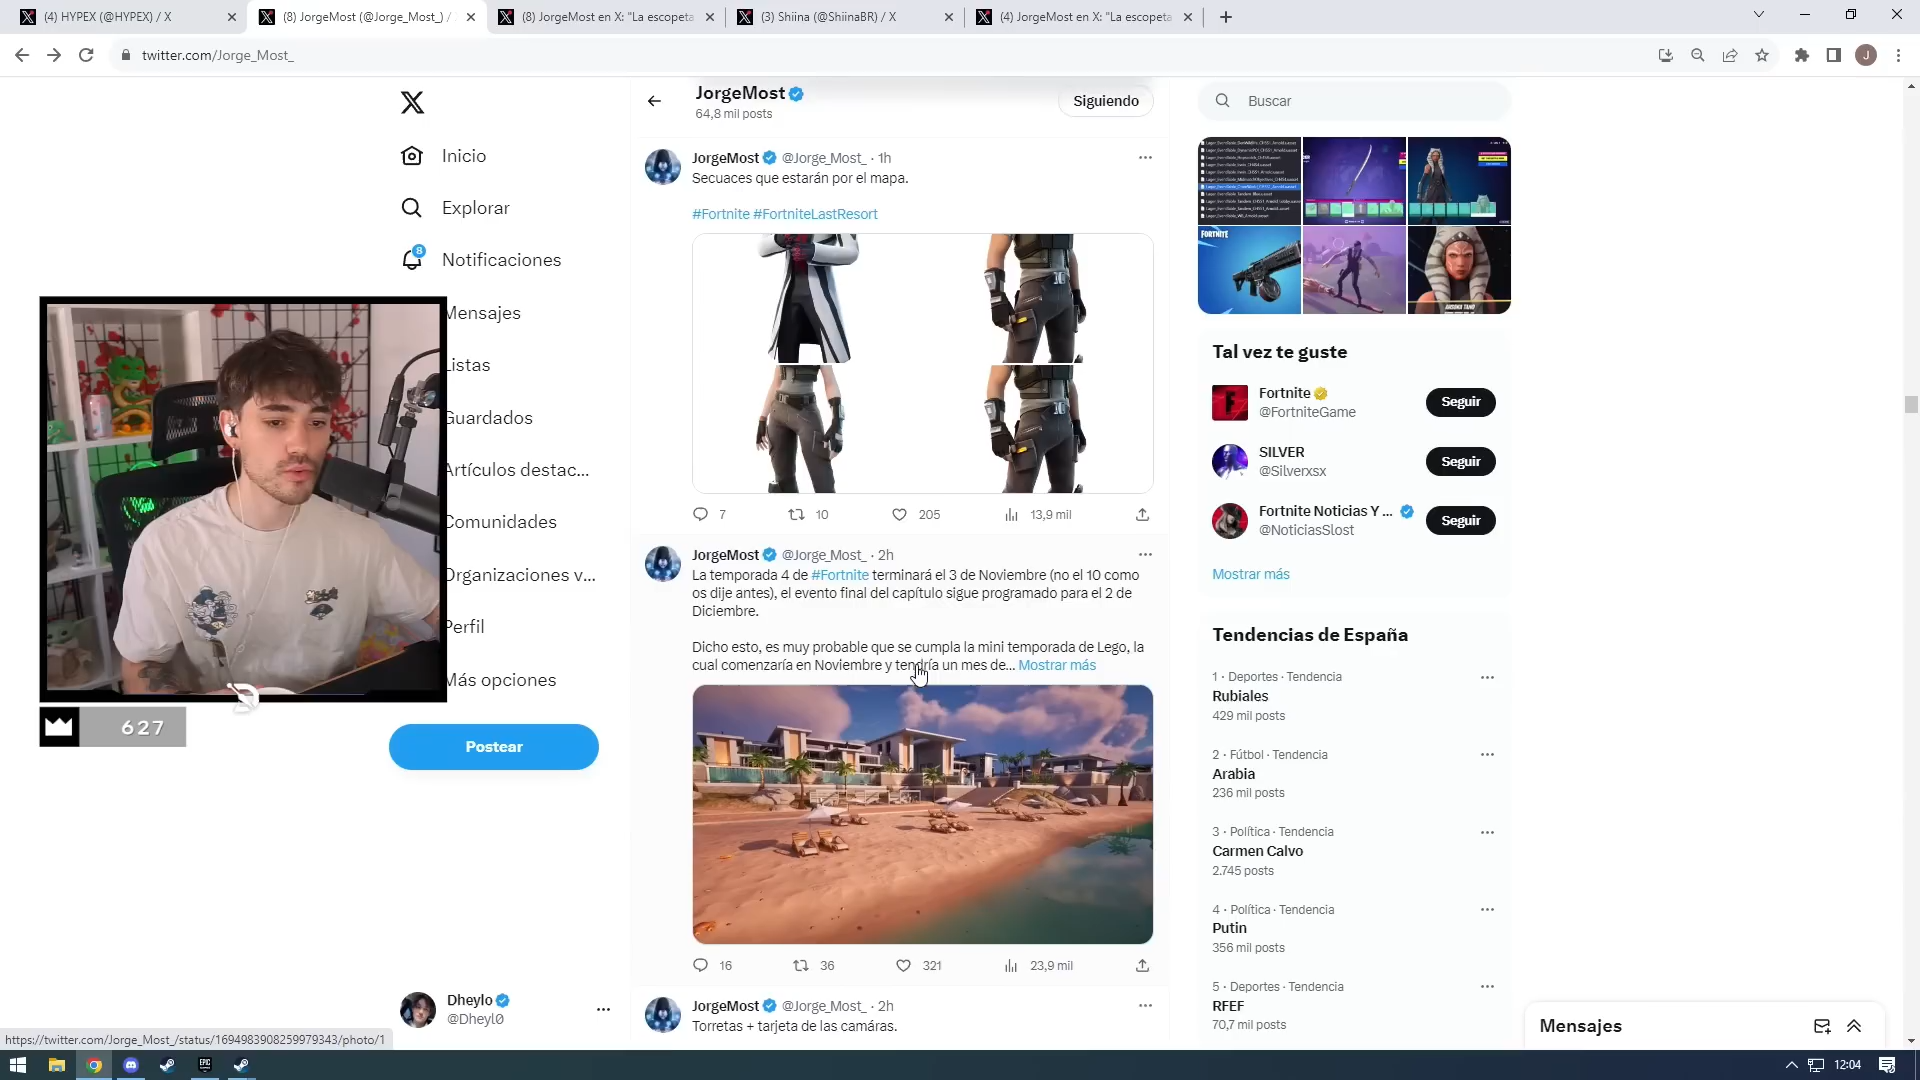 (4) HYPEX (@HYPEX) / X
(8) JorgeMost (@Jorge_Most_) /
(8) JorgeMost en X: "La escopeta
(3) Shiina (@ShiinaBR) / X
(4) JorgeMost en X: "La escopeta
twitter.com/Jorge_Most_
J
JorgeMost
64,8 mil posts
Siguiendo
Buscar
Inicio
Explorar
8
Notificaciones
Mensajes
Listas
Guardados
Artículos destac...
Comunidades
Organizaciones v...
Perfil
Más opciones
Postear
627
Dheylo
@Dheyl0
JorgeMost @Jorge_Most_ · 1h
Secuaces que estarán por el mapa.
#Fortnite #FortniteLastResort
7
10
205
13,9 mil
JorgeMost @Jorge_Most_ · 2h
La temporada 4 de #Fortnite terminará el 3 de Noviembre (no el 10 como
os dije antes), el evento final del capítulo sigue programado para el 2 de
Diciembre.
Dicho esto, es muy probable que se cumpla la mini temporada de Lego, la
cual comenzaría en Noviembre y tendría un mes de... Mostrar más
16
36
321
23,9 mil
JorgeMost @Jorge_Most_ · 2h
Torretas + tarjeta de las camáras.
FORTNITE
AHSOKA TANO
Tal vez te guste
Fortnite
@FortniteGame
Seguir
SILVER
@Silverxsx
Seguir
Fortnite Noticias Y ...
@NoticiasSlost
Seguir
Mostrar más
Tendencias de España
1 · Deportes · Tendencia
Rubiales
429 mil posts
2 · Fútbol · Tendencia
Arabia
236 mil posts
3 · Política · Tendencia
Carmen Calvo
2.745 posts
4 · Política · Tendencia
Putin
356 mil posts
5 · Deportes · Tendencia
RFEF
70,7 mil posts
Mensajes
https://twitter.com/Jorge_Most_/status/1694983908259979343/photo/1
EPIC
12:04